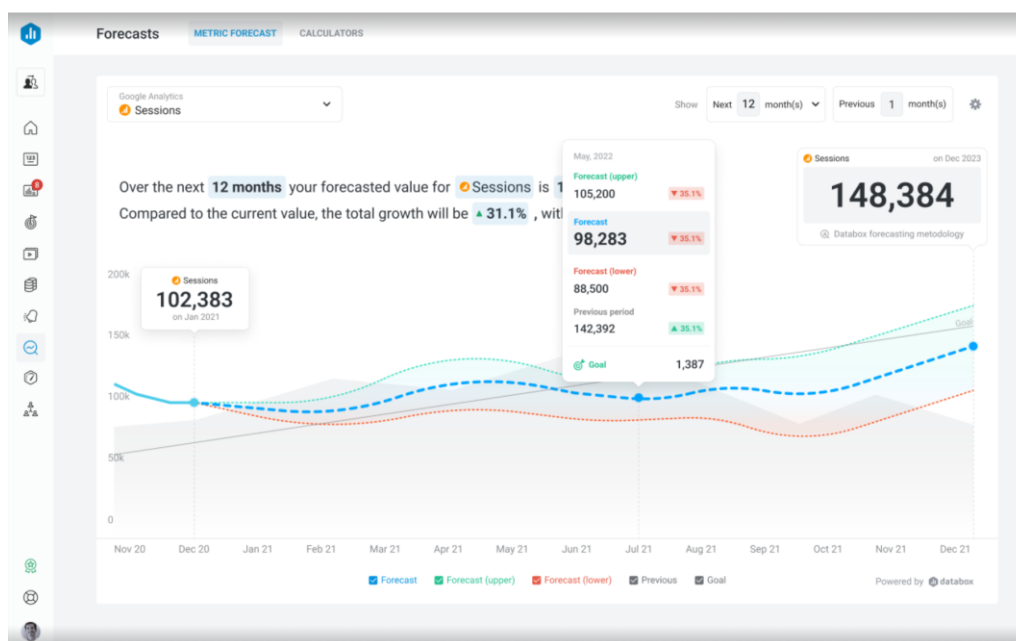 Forecasts METRIC FORECAST CALCULATORS
Google Analytics
Sessions
Show Next 12 month(s) Previous 1 month(s)
8
Over the next 12 months your forecasted value for Sessions is 1
Compared to the current value, the total growth will be ▲ 31.1% , with
May, 2022
Forecast (upper)
105,200 ▼ 35.1%
Forecast
98,283 ▼ 35.1%
Forecast (lower)
88,500 ▼ 35.1%
Previous period
142,392 ▲ 35.1%
Goal 1,387
Sessions on Dec 2023
148,384
Databox forecasting metodology
Sessions
102,383
on Jan 2021
200k
150k
100k
50k
0
Goal
Nov 20 Dec 20 Jan 21 Feb 21 Mar 21 Apr 21 May 21 Jun 21 Jul 21 Aug 21 Sep 21 Oct 21 Nov 21 Dec 21
Forecast Forecast (upper) Forecast (lower) Previous Goal
Powered by databox